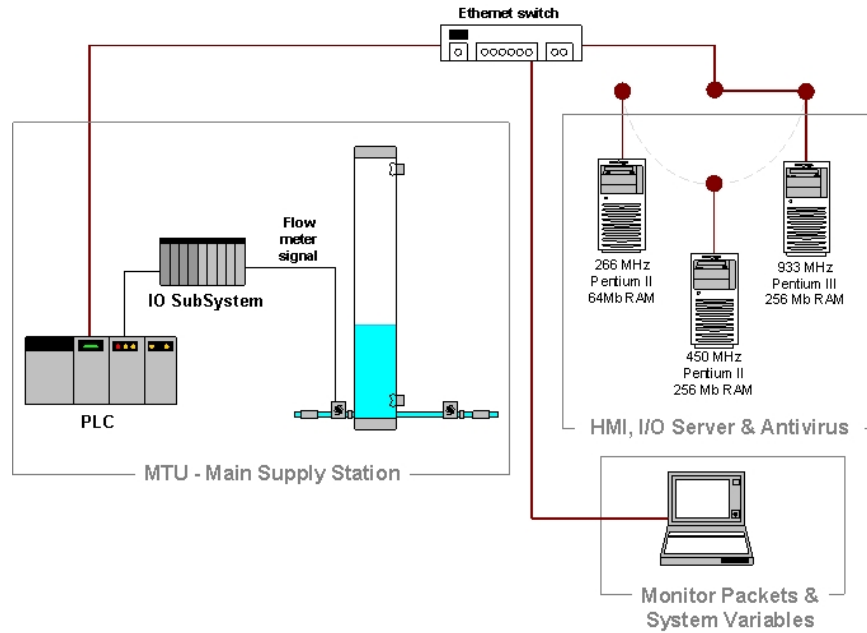 Ethernet switch
Flow
meter
signal
IO SubSystem
PLC
MTU - Main Supply Station
266 MHz
Pentium II
64Mb RAM
450 MHz
Pentium II
256 Mb RAM
933 MHz
Pentium III
256 Mb RAM
HMI, I/O Server & Antivirus
Monitor Packets &
System Variables